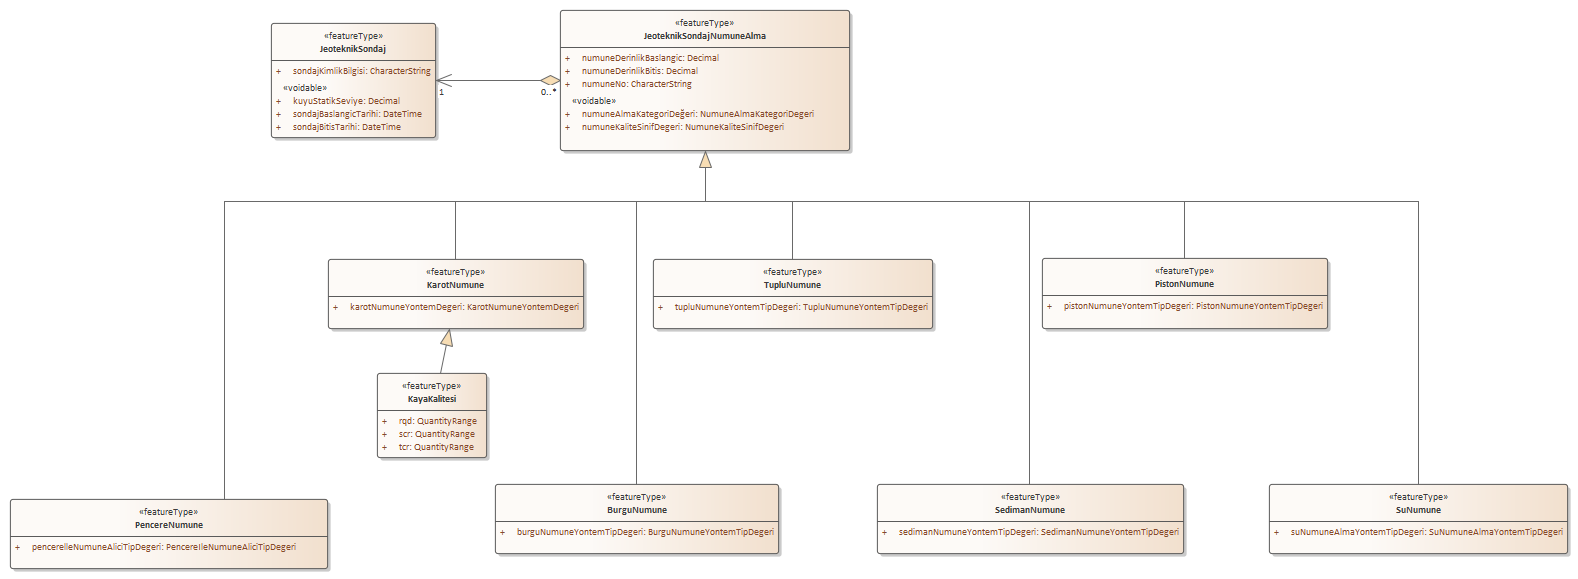 «featureType»
JeoteknikSondaj
+ sondajKimlikBilgisi: CharacterString
«voidable»
+ kuyuStatikSeviye: Decimal
+ sondajBaslangicTarihi: DateTime
+ sondajBitisTarihi: DateTime
1
0..*
«featureType»
JeoteknikSondajNumuneAlma
+ numuneDerinlikBaslangic: Decimal
+ numuneDerinlikBitis: Decimal
+ numuneNo: CharacterString
«voidable»
+ numuneAlmaKategoriDeğeri: NumuneAlmaKategoriDegeri
+ numuneKaliteSinifDegeri: NumuneKaliteSinifDegeri
«featureType»
KarotNumune
+ karotNumuneYontemDegeri: KarotNumuneYontemDegeri
«featureType»
TupluNumune
+ tupluNumuneYontemTipDegeri: TupluNumuneYontemTipDegeri
«featureType»
PistonNumune
+ pistonNumuneYontemTipDegeri: PistonNumuneYontemTipDegeri
«featureType»
KayaKalitesi
+ rqd: QuantityRange
+ scr: QuantityRange
+ tcr: QuantityRange
«featureType»
PencereNumune
+ pencereIleNumuneAliciTipDegeri: PencereIleNumuneAliciTipDegeri
«featureType»
BurguNumune
+ burguNumuneYontemTipDegeri: BurguNumuneYontemTipDegeri
«featureType»
SedimanNumune
+ sedimanNumuneYontemTipDegeri: SedimanNumuneYontemTipDegeri
«featureType»
SuNumune
+ suNumuneAlmaYontemTipDegeri: SuNumuneAlmaYontemTipDegeri